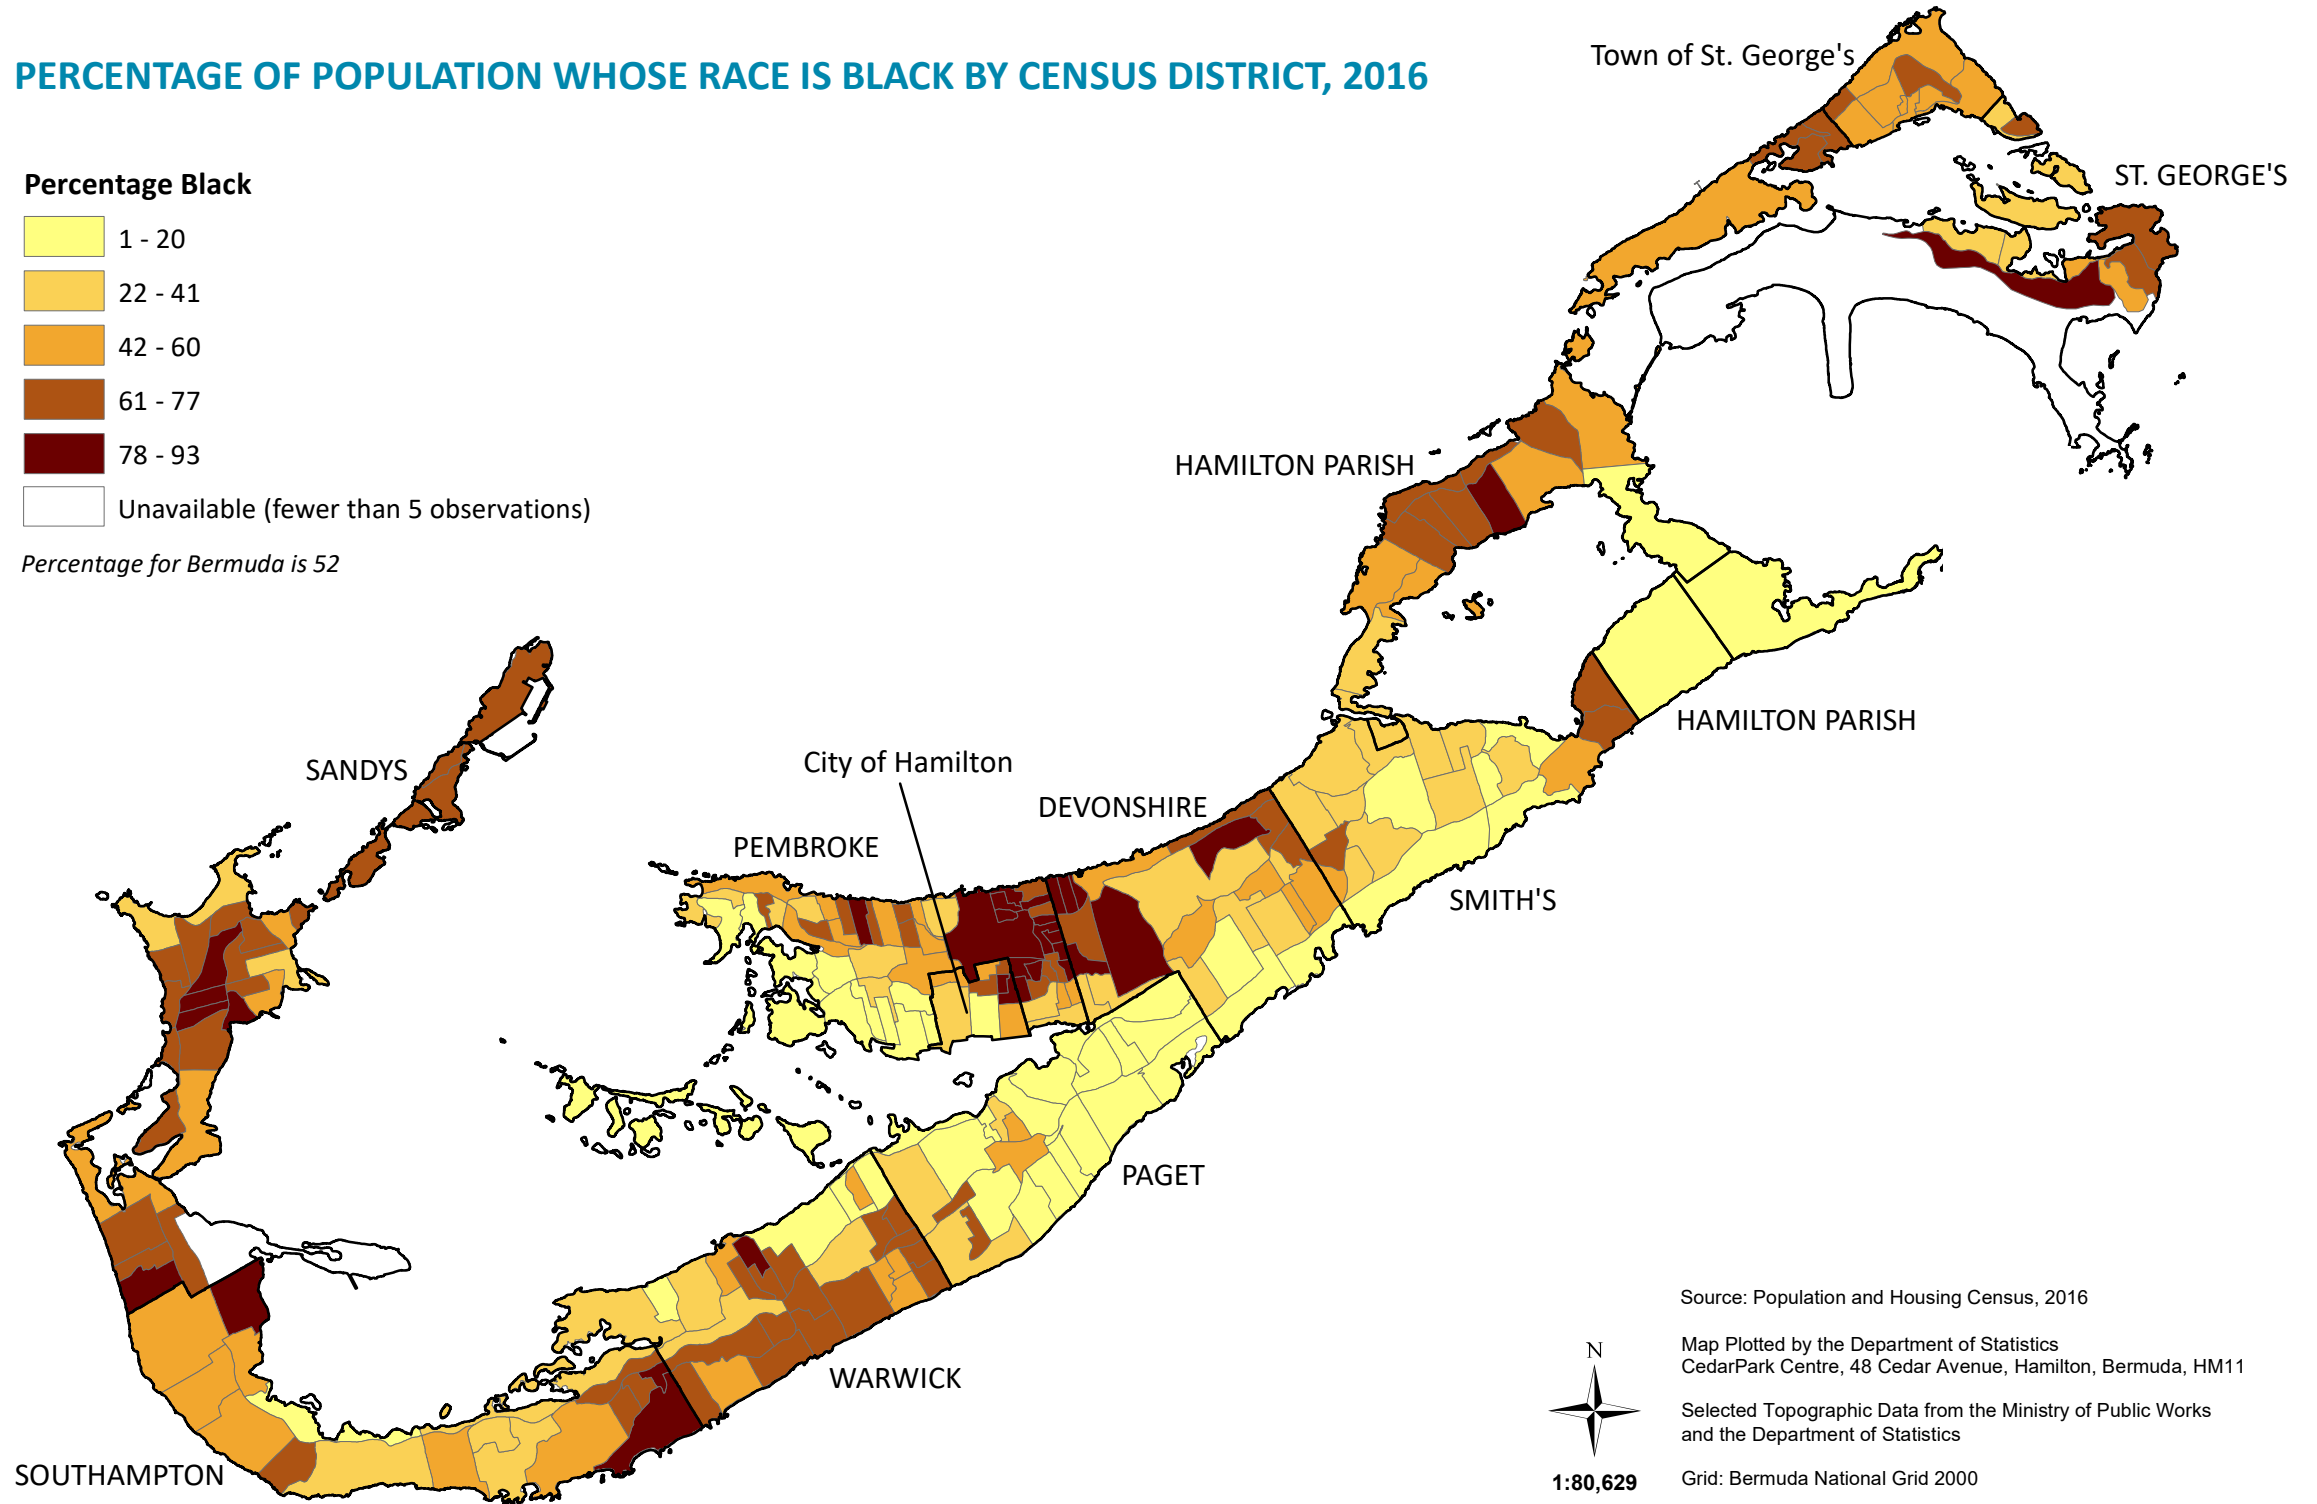 PERCENTAGE OF POPULATION WHOSE RACE IS BLACK BY CENSUS DISTRICT, 2016
Percentage Black
1 - 20
22 - 41
42 - 60
61 - 77
78 - 93
Unavailable (fewer than 5 observations)
Percentage for Bermuda is 52
Town of St. George's
ST. GEORGE'S
HAMILTON PARISH
HAMILTON PARISH
SANDYS
City of Hamilton
DEVONSHIRE
PEMBROKE
SMITH'S
PAGET
WARWICK
SOUTHAMPTON
Source: Population and Housing Census, 2016
Map Plotted by the Department of Statistics
CedarPark Centre, 48 Cedar Avenue, Hamilton, Bermuda, HM11
Selected Topographic Data from the Ministry of Public Works
and the Department of Statistics
Grid: Bermuda National Grid 2000
N
1:80,629